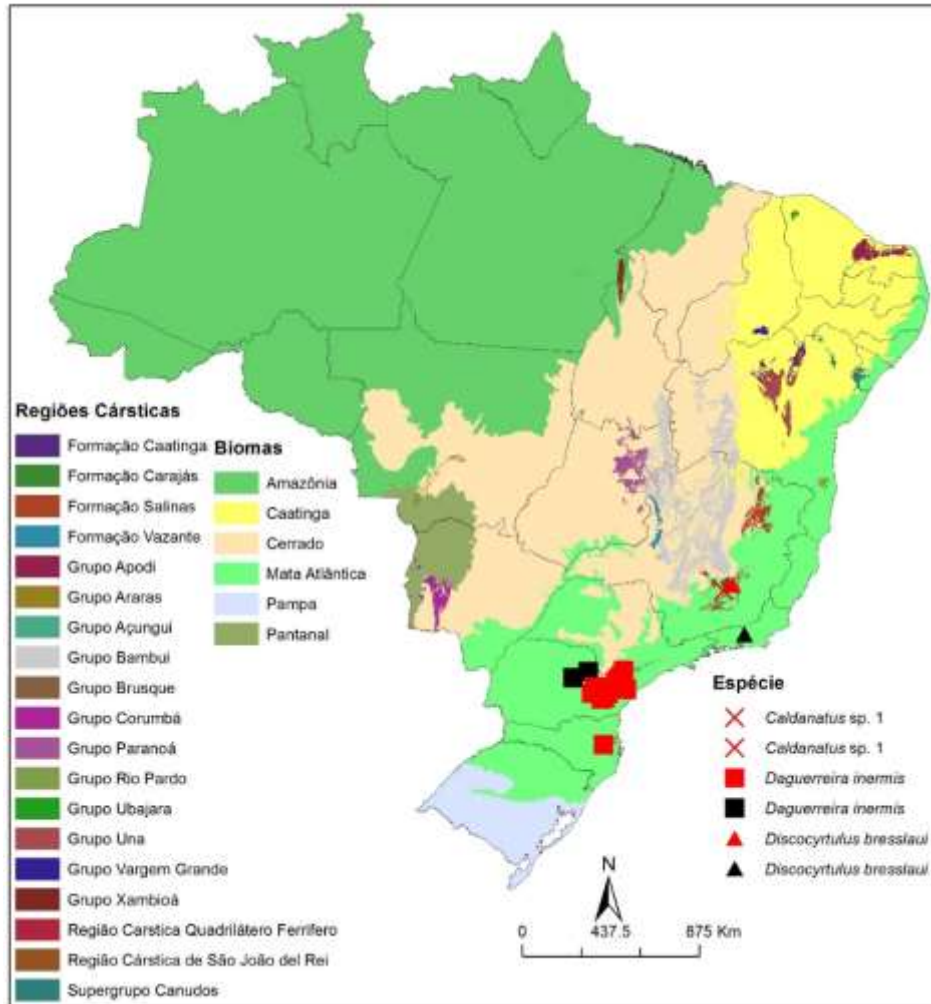 Regiões Cársticas
Formação Caatinga
Formação Carajás
Formação Salinas
Formação Vazante
Grupo Apodi
Grupo Araras
Grupo Açungui
Grupo Bambuí
Grupo Brusque
Grupo Corumbá
Grupo Paranoá
Grupo Rio Pardo
Grupo Ubajara
Grupo Una
Grupo Vargem Grande
Grupo Xambioá
Região Carstica Quadrilátero Ferrífero
Região Cárstica de São João del Rei
Supergrupo Canudos
Biomas
Amazônia
Caatinga
Cerrado
Mata Atlântica
Pampa
Pantanal
Espécie
Caldanatus sp. 1
Caldanatus sp. 1
Daguerreira inermis
Daguerreira inermis
Discocyrtulus bresslaui
Discocyrtulus bresslaui
N
0 437.5 875 Km